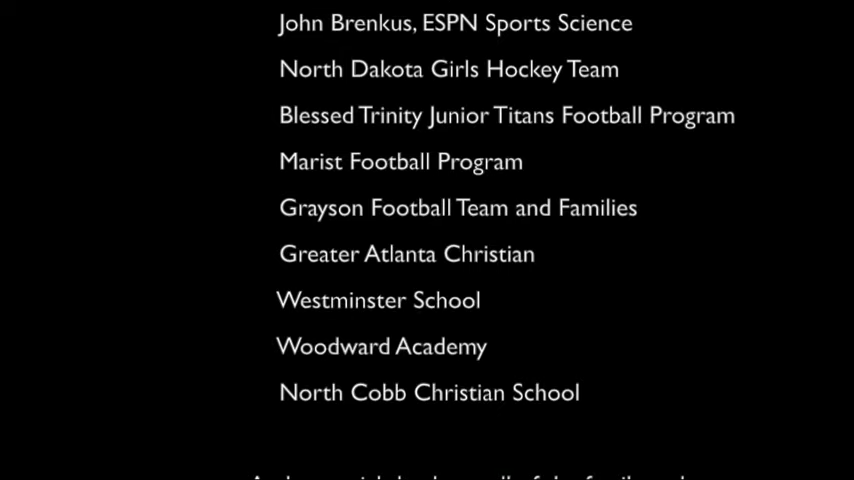 John Brenkus, ESPN Sports Science
North Dakota Girls Hockey Team
Blessed Trinity Junior Titans Football Program
Marist Football Program
Grayson Football Team and Families
Greater Atlanta Christian
Westminster School
Woodward Academy
North Cobb Christian School